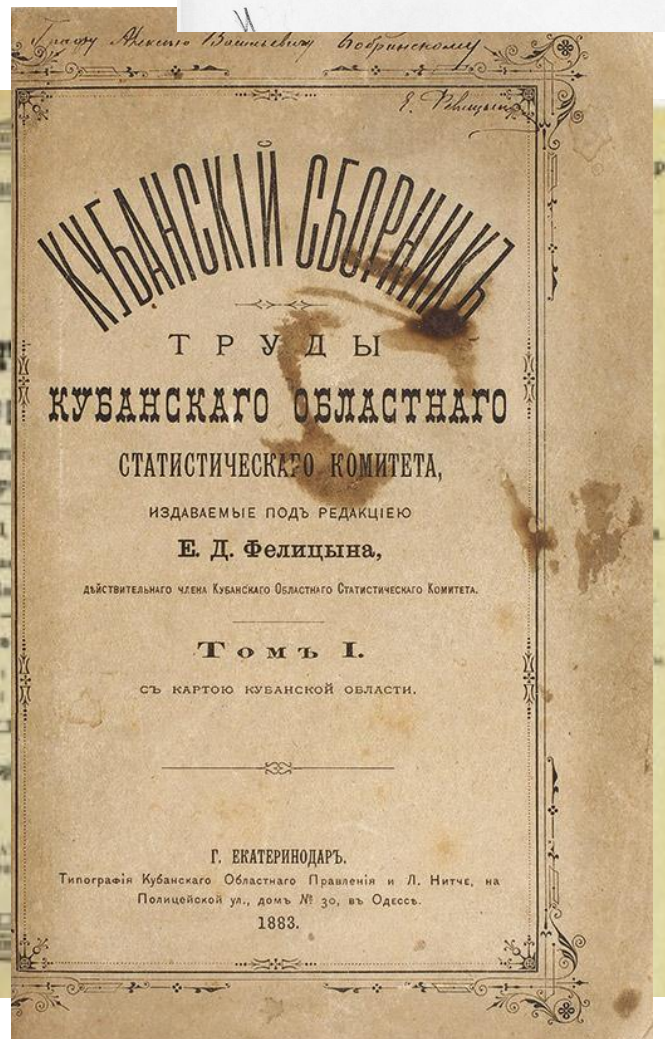 Графу Алексею Васильевичу Бобринскому
Е. Фелицынъ
КУБАНСКІЙ СБОРНИКЪ
ТРУДЫ
КУБАНСКАГО ОБЛАСТНАГО
СТАТИСТИЧЕСКАГО КОМИТЕТА,
ИЗДАВАЕМЫЕ ПОДЪ РЕДАКЦІЕЮ
Е. Д. Фелицына,
ДѢЙСТВИТЕЛЬНАГО ЧЛЕНА КУБАНСКАГО ОБЛАСТНАГО СТАТИСТИЧЕСКАГО КОМИТЕТА.
Томъ I.
СЪ КАРТОЮ КУБАНСКОЙ ОБЛАСТИ.
Г. ЕКАТЕРИНОДАРЪ.
Типографія Кубанскаго Областнаго Правленія и Л. Нитче, на
Полицейской ул., домъ № 30, въ Одессѣ.
1883.